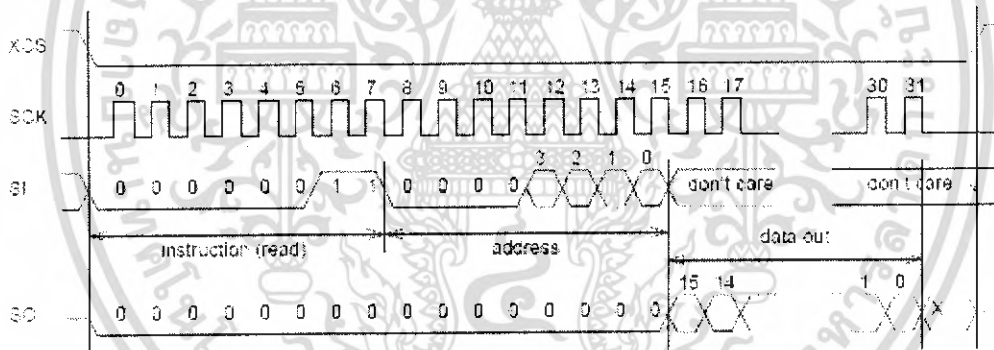 XCS
0 1 2 3 4 5 6 7 8 9 10 11 12 13 14 15 16 17 30 31
SCK
3 2 1 0
SI 0 0 0 0 0 0 1 1 0 0 0 0 don't care don't care
instruction (read) address data out
15 14 1 0
SO 0 0 0 0 0 0 0 0 0 0 0 0 0 0 0 0 X